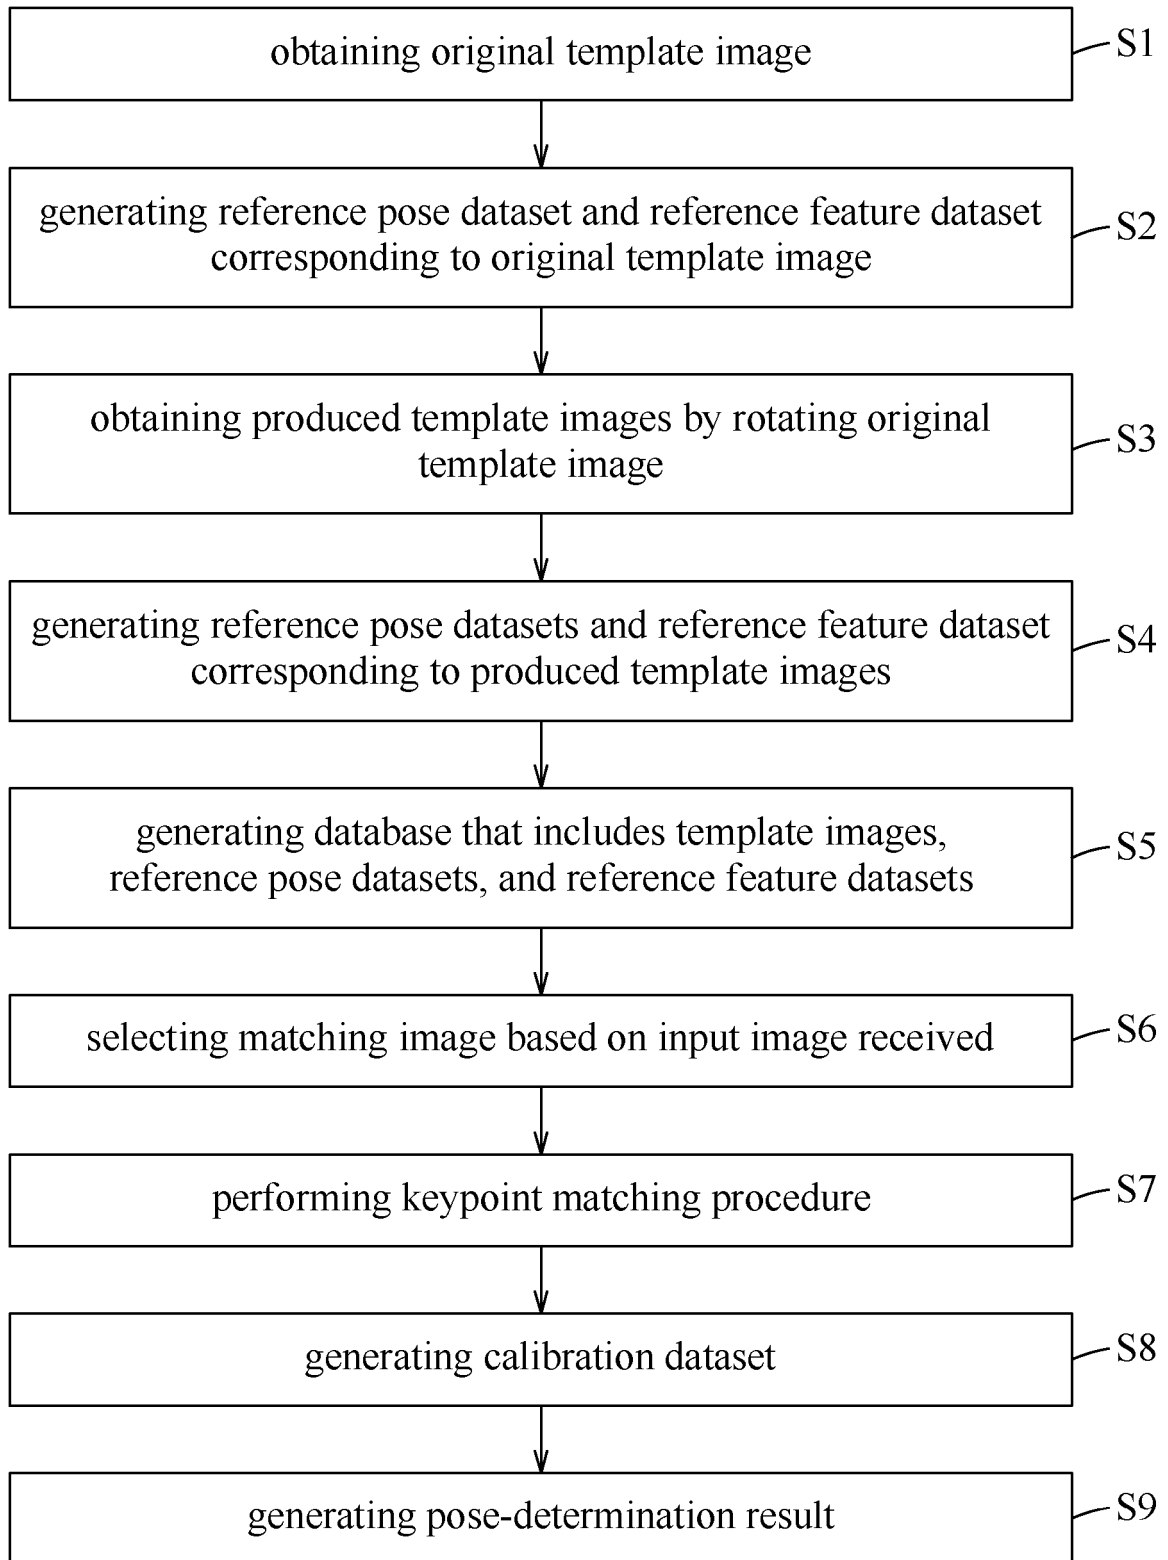 obtaining original template image
S1
generating reference pose dataset and reference feature dataset
corresponding to original template image
S2
obtaining produced template images by rotating original
template image
S3
generating reference pose datasets and reference feature dataset
corresponding to produced template images
S4
generating database that includes template images,
reference pose datasets, and reference feature datasets
S5
selecting matching image based on input image received
S6
performing keypoint matching procedure
S7
generating calibration dataset
S8
generating pose-determination result
S9